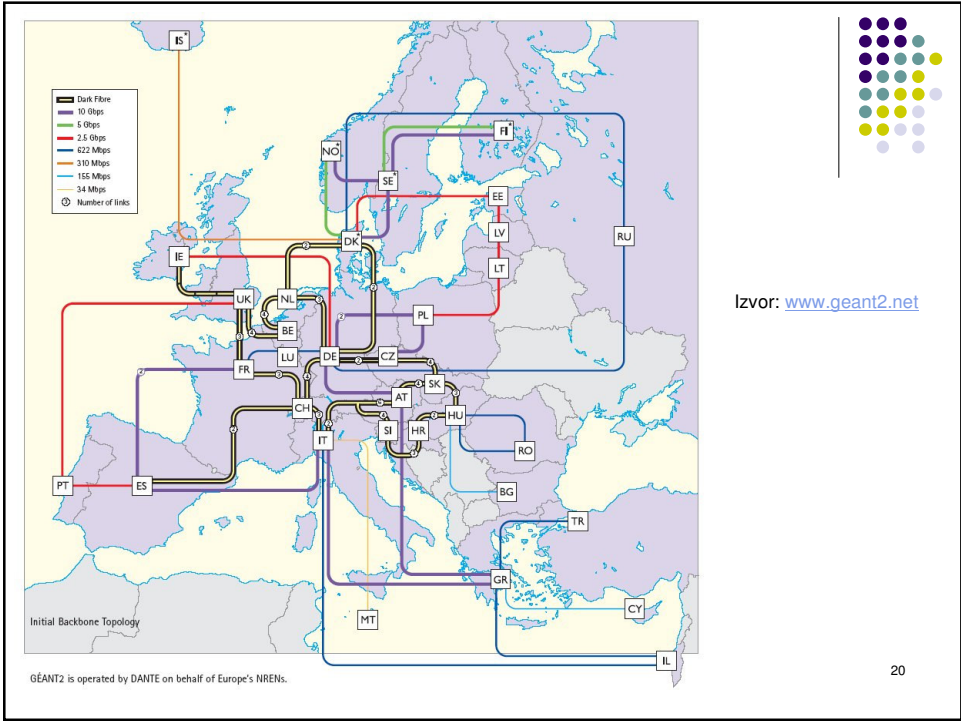 IS*
Dark Fibre
10 Gbps
5 Gbps
2.5 Gbps
622 Mbps
310 Mbps
155 Mbps
34 Mbps
③ Number of links
FI*
NO*
SE*
EE
DK*
LV
RU
IE
LT
UK
NL
PL
BE
LU
DE
CZ
FR
SK
AT
CH
HU
IT
SI
HR
RO
PT
ES
BG
TR
GR
CY
MT
IL
Initial Backbone Topology
GÉANT2 is operated by DANTE on behalf of Europe's NRENs.
Izvor: www.geant2.net
20